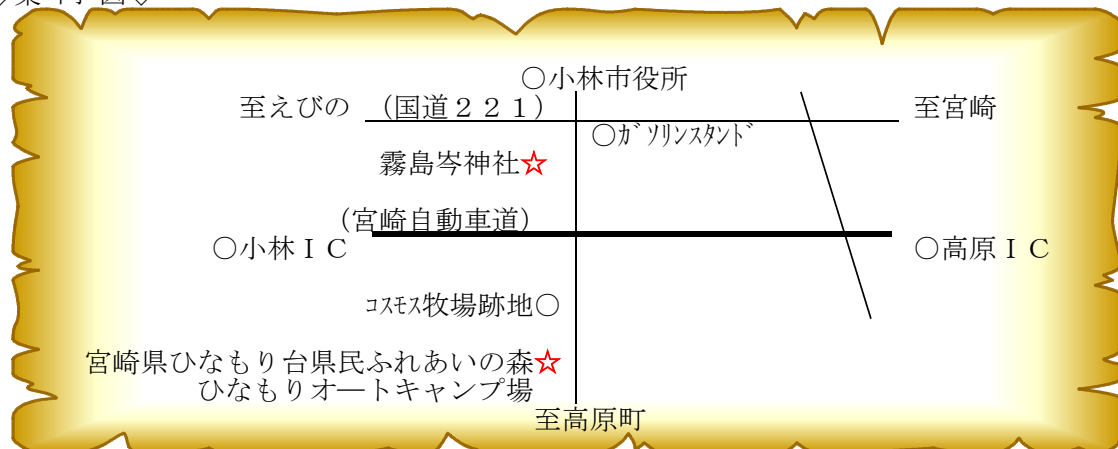 ◇案内図◇
○小林市役所
至えびの (国道221) 至宮崎
○ガソリンスタンド
霧島岑神社☆
(宮崎自動車道)
○小林IC ○高原IC
コスモス牧場跡地○
宮崎県ひなもり台県民ふれあいの森☆
ひなもりオートキャンプ場
至高原町